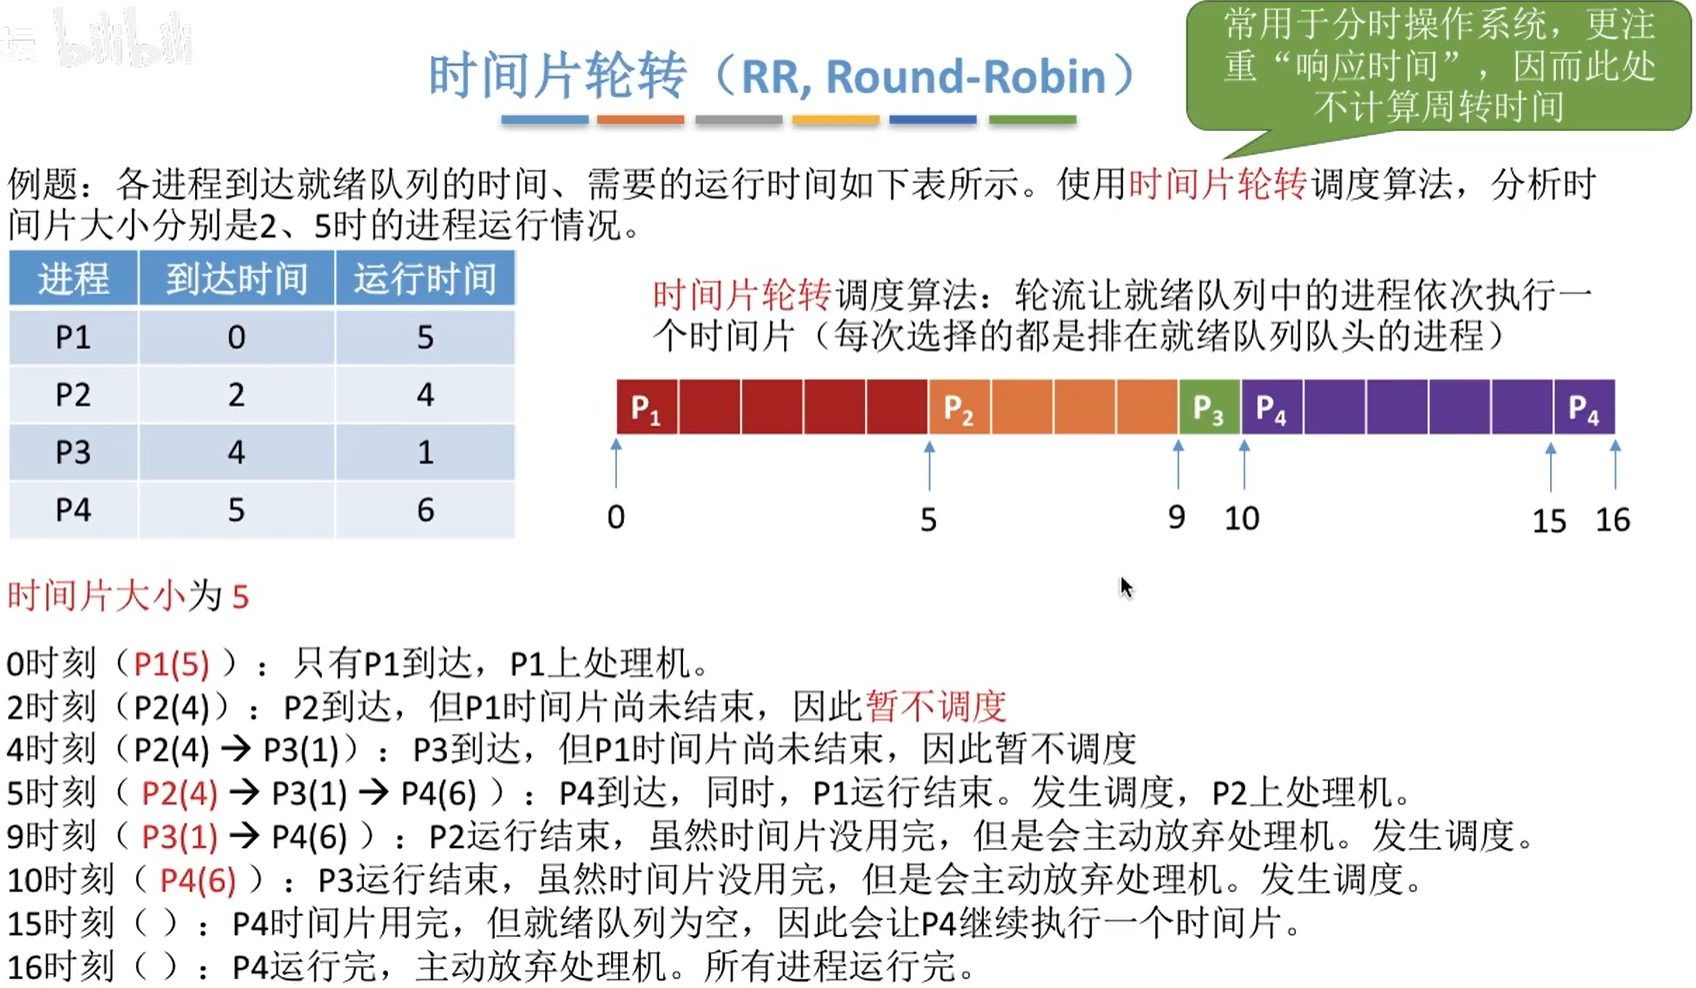 坛 bilibili
时间片轮转（RR, Round-Robin）
常用于分时操作系统，更注
重“响应时间”，因而此处
不计算周转时间
例题：各进程到达就绪队列的时间、需要的运行时间如下表所示。使用时间片轮转调度算法，分析时
间片大小分别是2、5时的进程运行情况。
进程 到达时间 运行时间
P1 0 5
P2 2 4
P3 4 1
P4 5 6
时间片轮转调度算法：轮流让就绪队列中的进程依次执行一
个时间片（每次选择的都是排在就绪队列队头的进程）
P1 P2 P3 P4 P4
0 5 9 10 15 16
时间片大小为 5
0时刻（P1(5) ）：只有P1到达，P1上处理机。
2时刻（P2(4)）：P2到达，但P1时间片尚未结束，因此暂不调度
4时刻（P2(4) → P3(1)）：P3到达，但P1时间片尚未结束，因此暂不调度
5时刻（ P2(4) → P3(1) → P4(6) ）：P4到达，同时，P1运行结束。发生调度，P2上处理机。
9时刻（ P3(1) → P4(6) ）：P2运行结束，虽然时间片没用完，但是会主动放弃处理机。发生调度。
10时刻（ P4(6) ）：P3运行结束，虽然时间片没用完，但是会主动放弃处理机。发生调度。
15时刻（ ）：P4时间片用完，但就绪队列为空，因此会让P4继续执行一个时间片。
16时刻（ ）：P4运行完，主动放弃处理机。所有进程运行完。